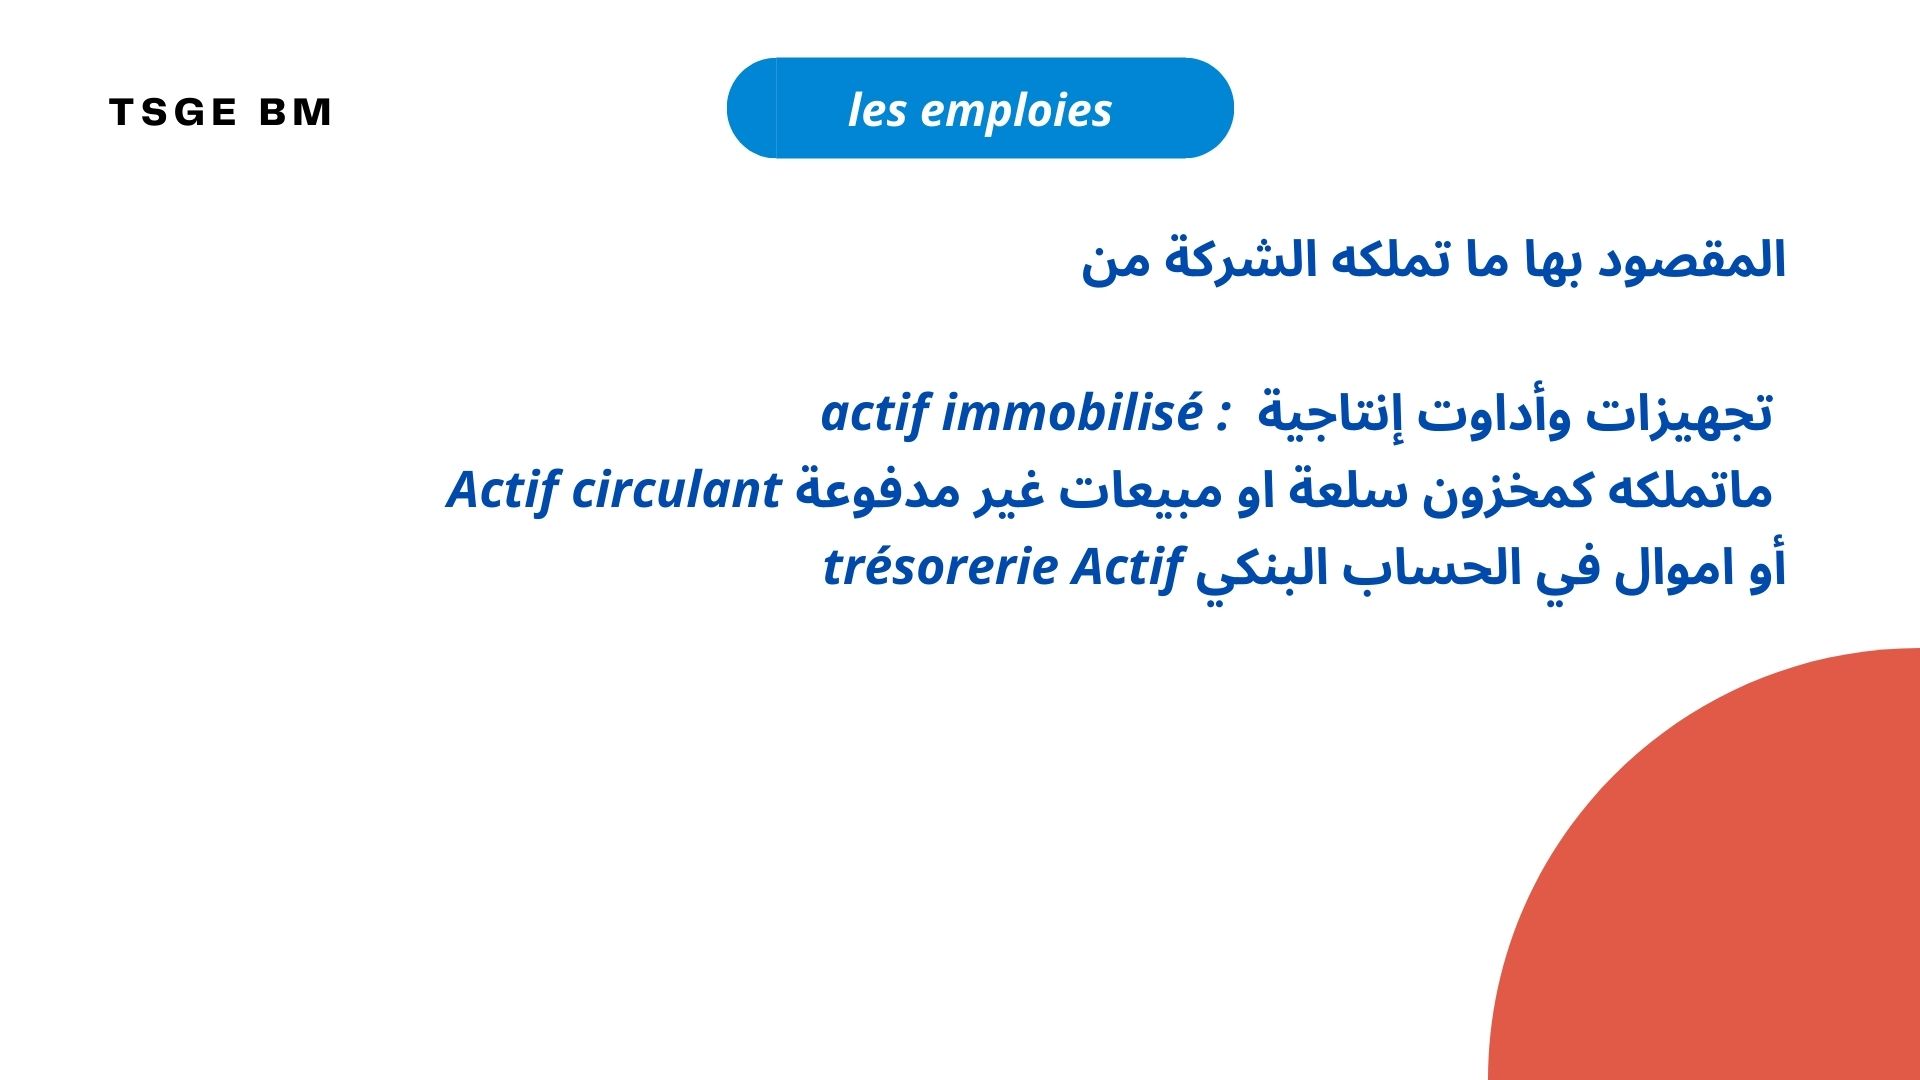 TSGE BM
les emploies
المقصود بها ما تملكه الشركة من
تجهيزات وأداوت إنتاجية : actif immobilisé
ماتملكه كمخزون سلعة او مبيعات غير مدفوعة Actif circulant
أو اموال في الحساب البنكي trésorerie Actif